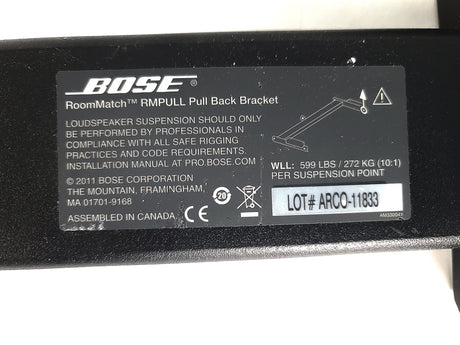 BOSE®
RoomMatch™ RMPULL Pull Back Bracket
LOUDSPEAKER SUSPENSION SHOULD ONLY
BE PERFORMED BY PROFESSIONALS IN
COMPLIANCE WITH ALL SAFE RIGGING
PRACTICES AND CODE REQUIREMENTS.
INSTALLATION MANUAL AT PRO.BOSE.COM
© 2011 BOSE CORPORATION
THE MOUNTAIN, FRAMINGHAM,
MA 01701-9168
ASSEMBLED IN CANADA CE
20
WLL: 599 LBS / 272 KG (10:1)
PER SUSPENSION POINT
LOT# ARCO-11833